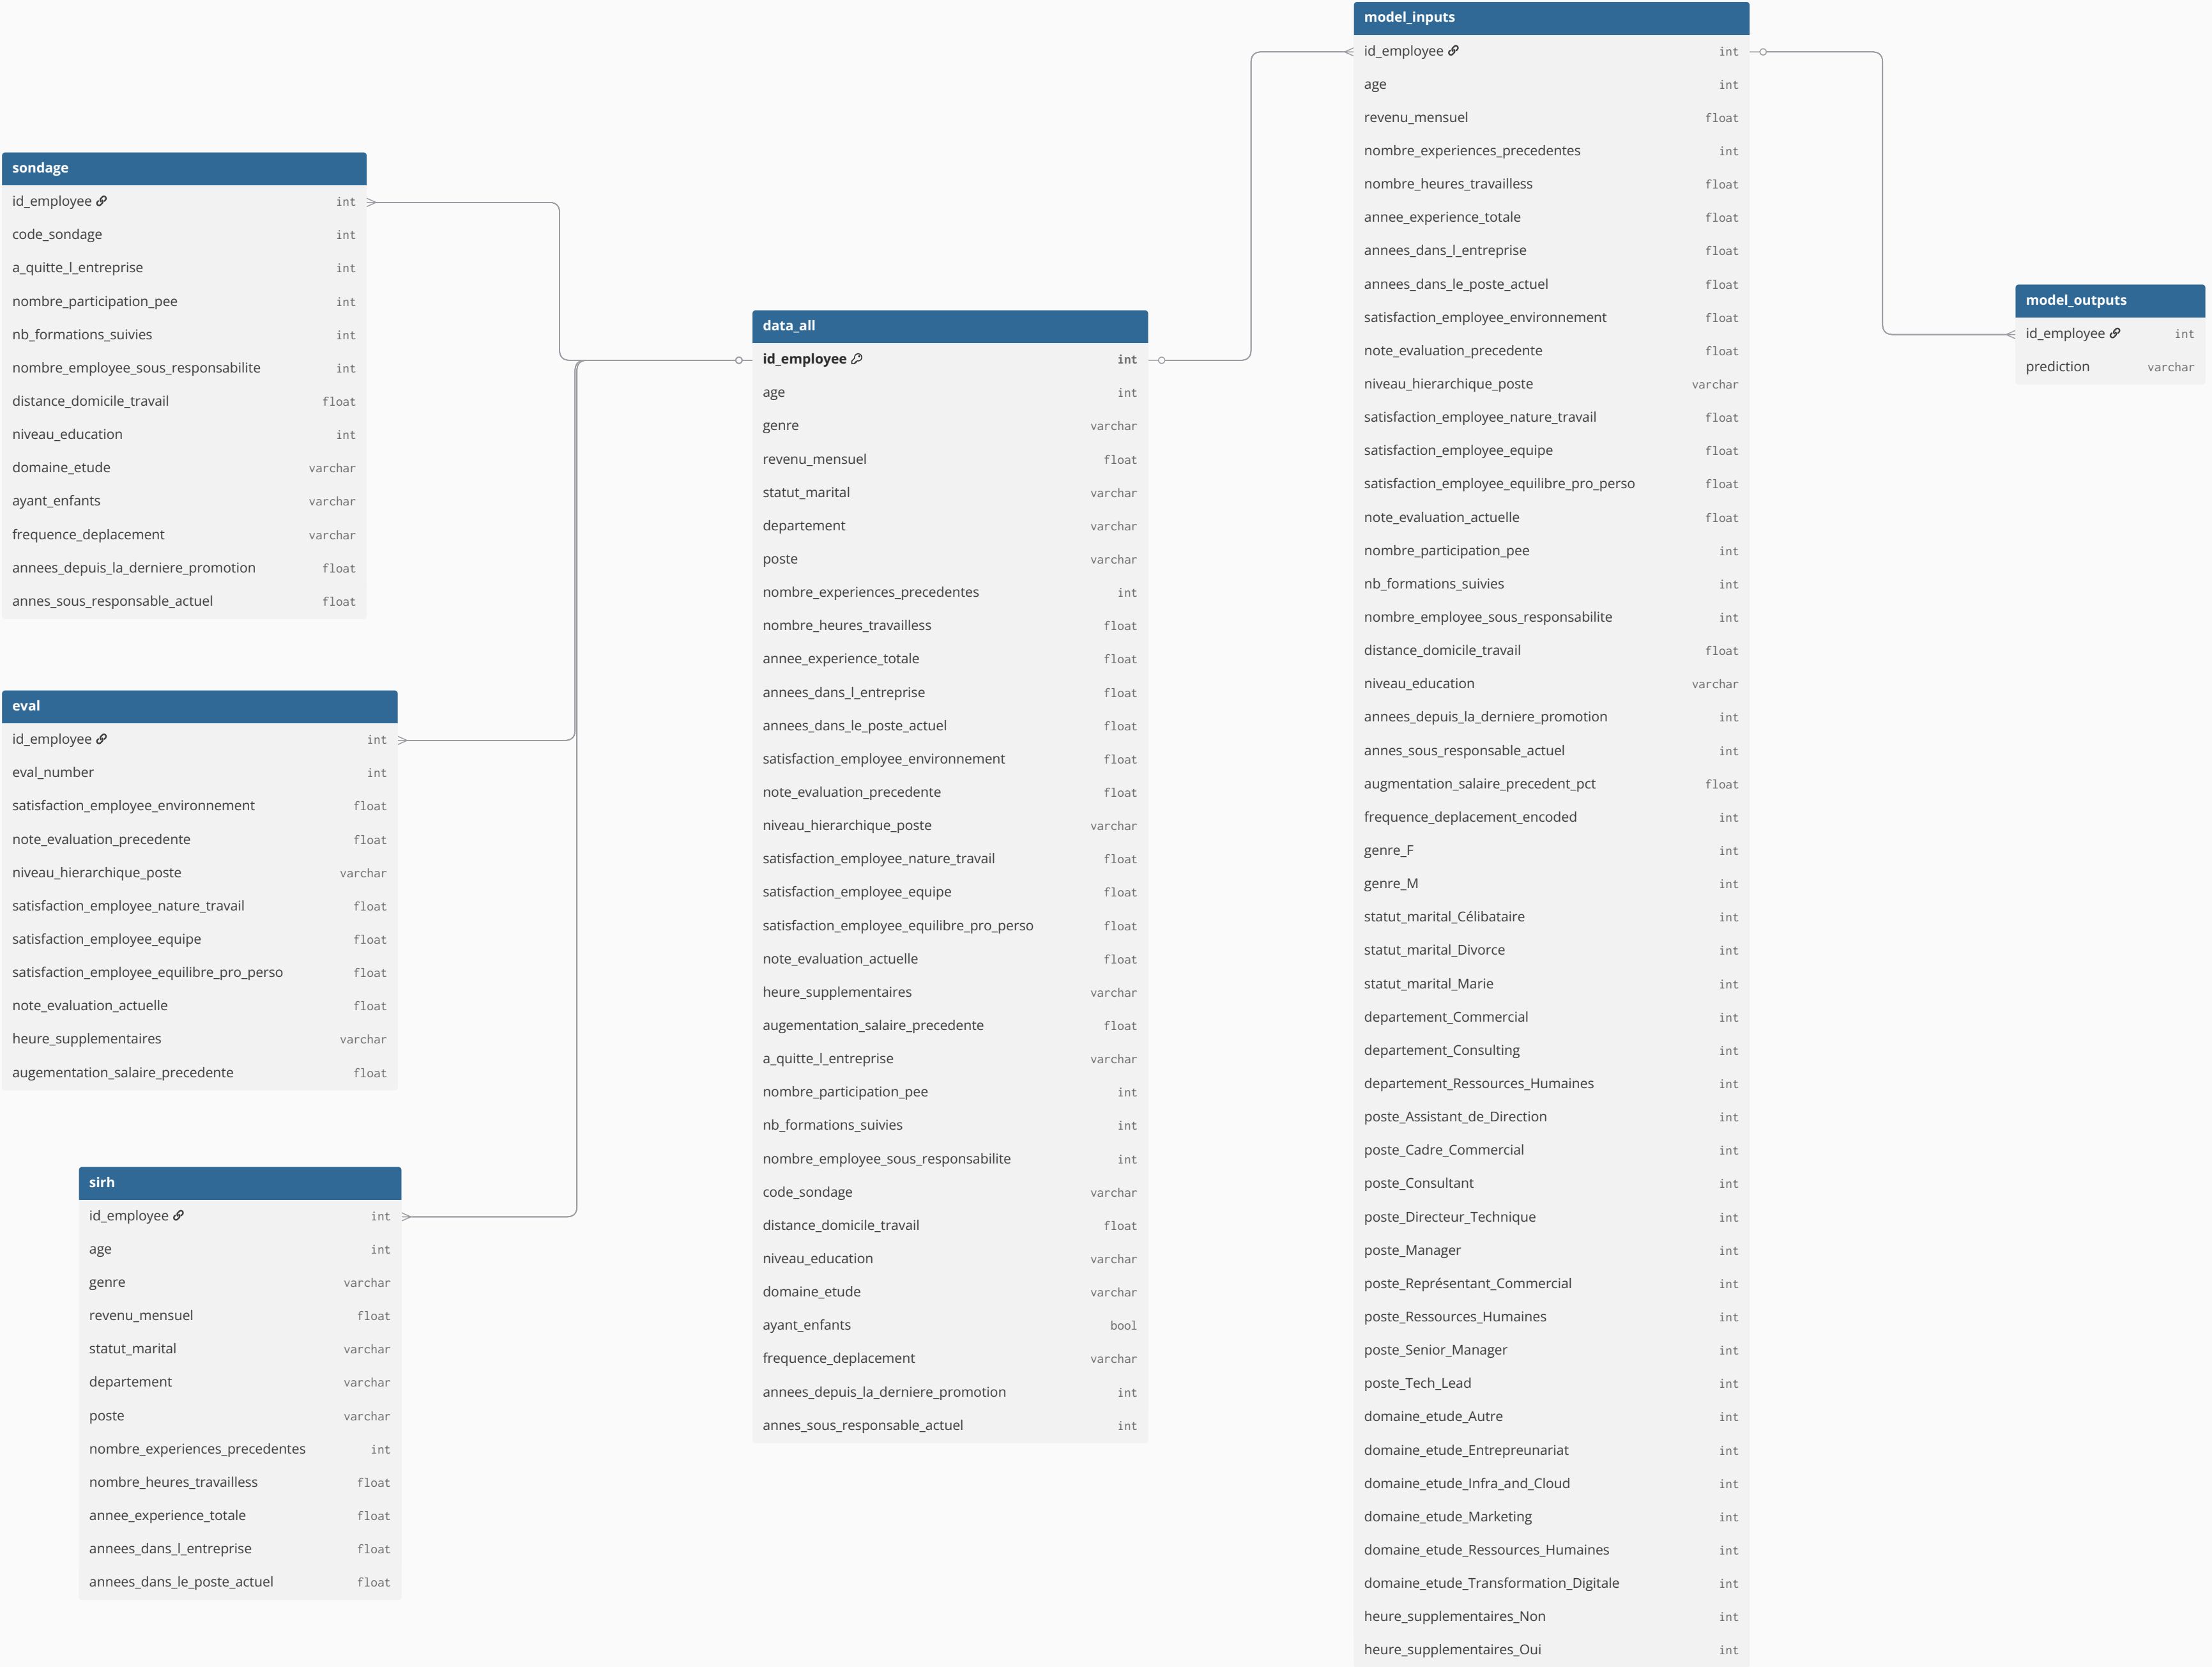 sondage
id_employee int
code_sondage int
a_quitte_l_entreprise int
nombre_participation_pee int
nb_formations_suivies int
nombre_employee_sous_responsabilite int
distance_domicile_travail float
niveau_education int
domaine_etude varchar
ayant_enfants varchar
frequence_deplacement varchar
annees_depuis_la_derniere_promotion float
annes_sous_responsable_actuel float
eval
id_employee int
eval_number int
satisfaction_employee_environnement float
note_evaluation_precedente float
niveau_hierarchique_poste varchar
satisfaction_employee_nature_travail float
satisfaction_employee_equipe float
satisfaction_employee_equilibre_pro_perso float
note_evaluation_actuelle float
heure_supplementaires varchar
augementation_salaire_precedente float
sirh
id_employee int
age int
genre varchar
revenu_mensuel float
statut_marital varchar
departement varchar
poste varchar
nombre_experiences_precedentes int
nombre_heures_travailless float
annee_experience_totale float
annees_dans_l_entreprise float
annees_dans_le_poste_actuel float
data_all
id_employee int
age int
genre varchar
revenu_mensuel float
statut_marital varchar
departement varchar
poste varchar
nombre_experiences_precedentes int
nombre_heures_travailless float
annee_experience_totale float
annees_dans_l_entreprise float
annees_dans_le_poste_actuel float
satisfaction_employee_environnement float
note_evaluation_precedente float
niveau_hierarchique_poste varchar
satisfaction_employee_nature_travail float
satisfaction_employee_equipe float
satisfaction_employee_equilibre_pro_perso float
note_evaluation_actuelle float
heure_supplementaires varchar
augementation_salaire_precedente float
a_quitte_l_entreprise varchar
nombre_participation_pee int
nb_formations_suivies int
nombre_employee_sous_responsabilite int
code_sondage varchar
distance_domicile_travail float
niveau_education varchar
domaine_etude varchar
ayant_enfants bool
frequence_deplacement varchar
annees_depuis_la_derniere_promotion int
annes_sous_responsable_actuel int
model_inputs
id_employee int
age int
revenu_mensuel float
nombre_experiences_precedentes int
nombre_heures_travailless float
annee_experience_totale float
annees_dans_l_entreprise float
annees_dans_le_poste_actuel float
satisfaction_employee_environnement float
note_evaluation_precedente float
niveau_hierarchique_poste varchar
satisfaction_employee_nature_travail float
satisfaction_employee_equipe float
satisfaction_employee_equilibre_pro_perso float
note_evaluation_actuelle float
nombre_participation_pee int
nb_formations_suivies int
nombre_employee_sous_responsabilite int
distance_domicile_travail float
niveau_education varchar
annees_depuis_la_derniere_promotion int
annes_sous_responsable_actuel int
augmentation_salaire_precedent_pct float
frequence_deplacement_encoded int
genre_F int
genre_M int
statut_marital_Célibataire int
statut_marital_Divorce int
statut_marital_Marie int
departement_Commercial int
departement_Consulting int
departement_Ressources_Humaines int
poste_Assistant_de_Direction int
poste_Cadre_Commercial int
poste_Consultant int
poste_Directeur_Technique int
poste_Manager int
poste_Représentant_Commercial int
poste_Ressources_Humaines int
poste_Senior_Manager int
poste_Tech_Lead int
domaine_etude_Autre int
domaine_etude_Entrepreunariat int
domaine_etude_Infra_and_Cloud int
domaine_etude_Marketing int
domaine_etude_Ressources_Humaines int
domaine_etude_Transformation_Digitale int
heure_supplementaires_Non int
heure_supplementaires_Oui int
model_outputs
id_employee int
prediction varchar